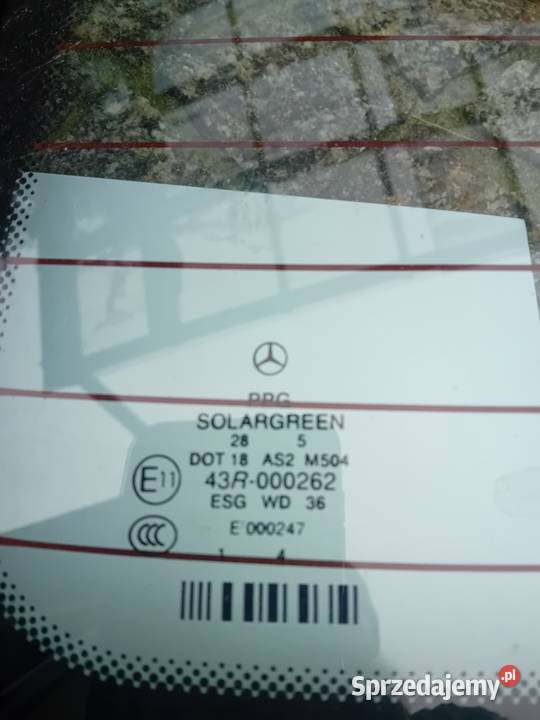 PPG
SOLARGREEN
28 5
DOT 18 AS2 M504
E11 43R-000262
ESG WD 36
CCC E000247
1 4
Sprzedajemy.pl